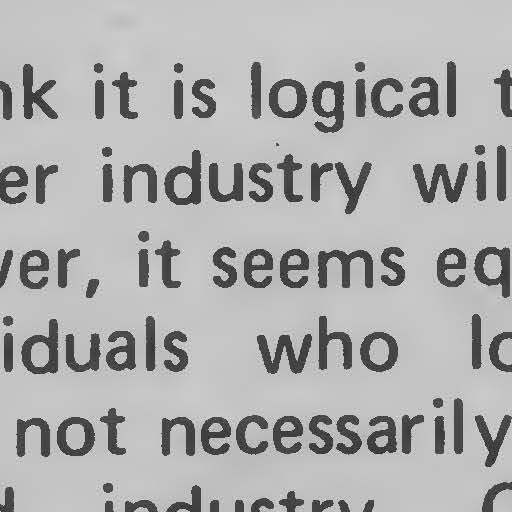 nk it is logical t
er industry wil
ver, it seems eq
iduals who lo
not necessarily
industry